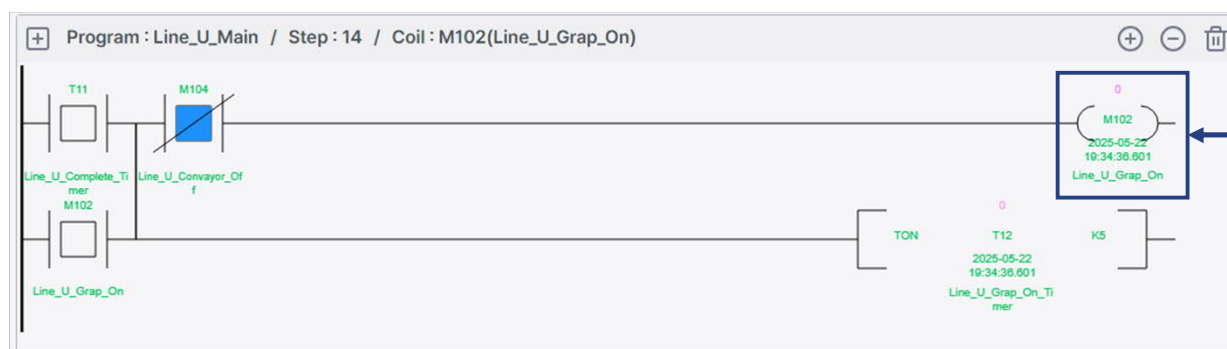 Program : Line_U_Main / Step : 14 / Coil : M102(Line_U_Grap_On)
T11
M104
0
M102
2025-05-22
19:34:36.601
Line_U_Grap_On
Line_U_Complete_Ti
mer
Line_U_Convayor_Of
f
M102
Line_U_Grap_On
0
TON T12 K5
2025-05-22
19:34:36.601
Line_U_Grap_On_Ti
mer